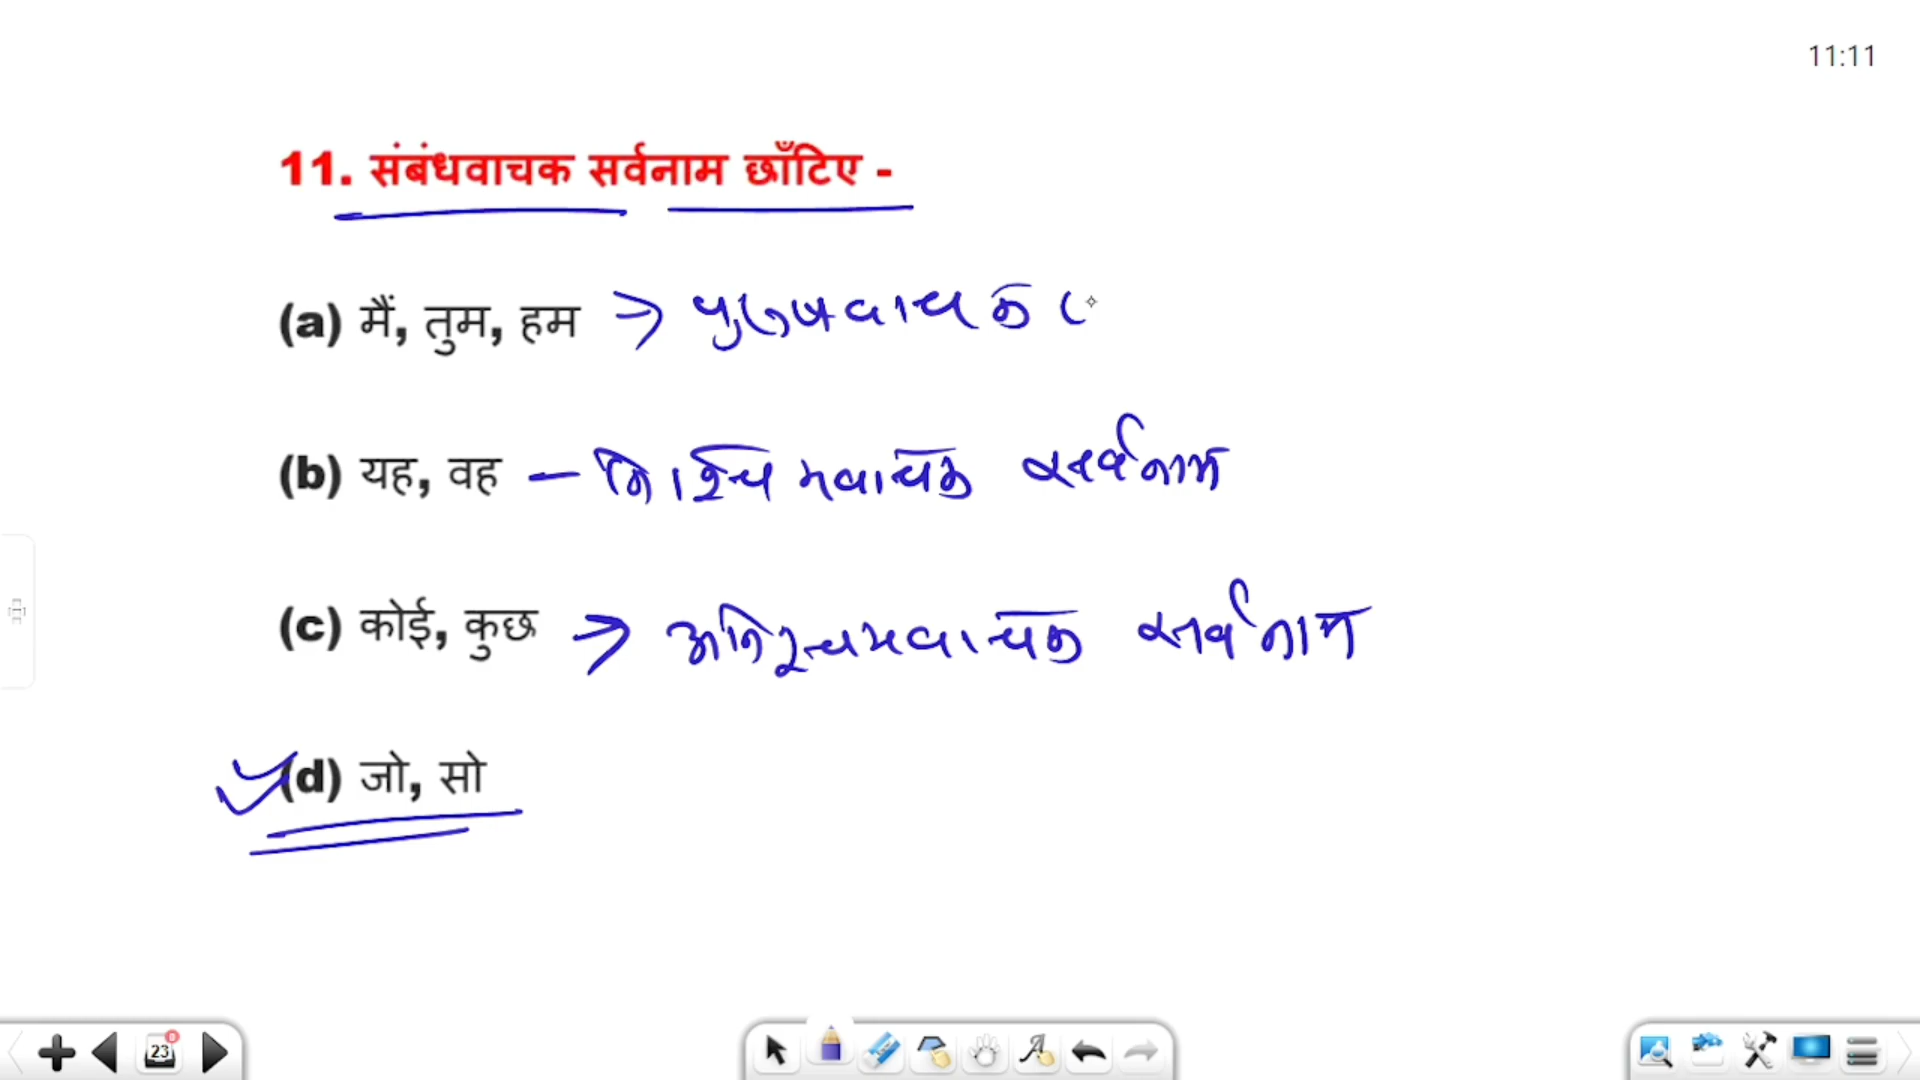 11:11
11. संबंधवाचक सर्वनाम छाँटिए -
(a) मैं, तुम, हम → पुरुषवाचक
(b) यह, वह - निश्चयवाचक सर्वनाम
(c) कोई, कुछ → अनिश्चयवाचक सर्वनाम
(d) जो, सो
23